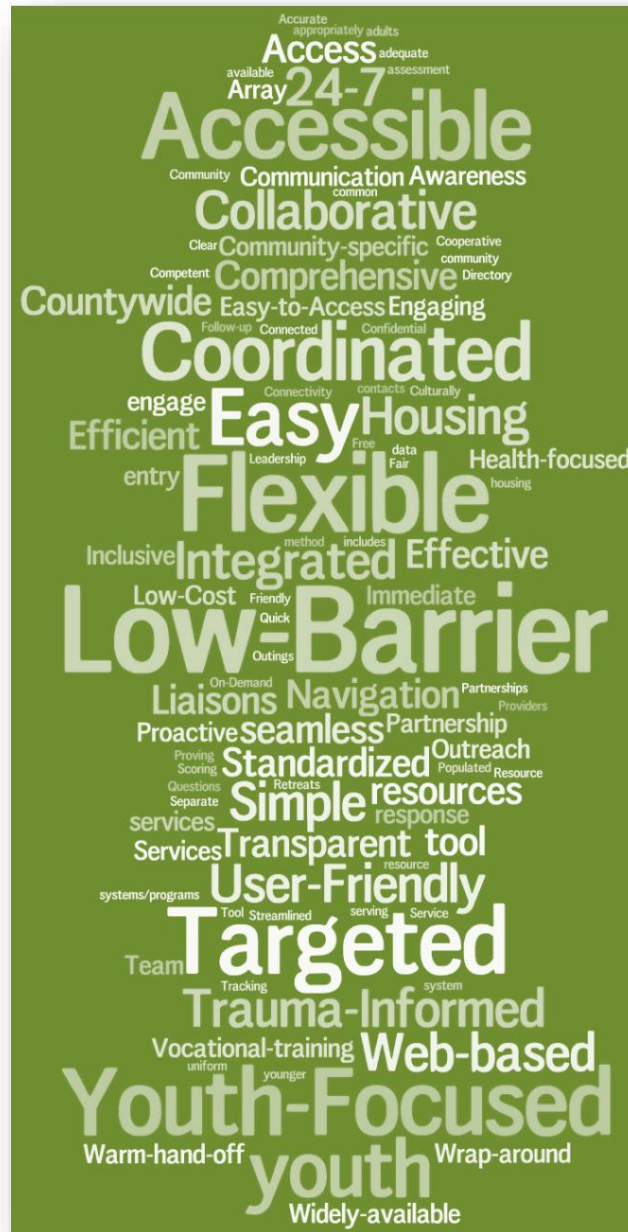 Accurate
appropriately adults
Access adequate
available assessment
Array 24-7
Accessible
Community Communication Awareness
common
Collaborative
Clear Community-specific Cooperative
community
Competent Comprehensive Directory
Countywide Easy-to-Access Engaging
Follow-up Connected Confidential
Coordinated
Connectivity contacts Culturally
engage Easy Housing
Efficient Free
Leadership data
Fair Health-focused
entry Flexible housing
method includes
Inclusive Integrated Effective
Low-Cost Friendly Immediate
Quick
Low-Barrier
Outings
On-Demand
Liaisons Navigation Partnerships
Providers
Proactive seamless Partnership
Proving Standardized Outreach
Scoring Populated Resource
Questions Retreats
Separate Simple resources
services response
Services Transparent tool
resource
systems/programs User-Friendly
Tool Streamlined serving Service
Targeted
Team
Tracking system
Trauma-Informed
Vocational-training Web-based
uniform younger
Youth-Focused
Warm-hand-off youth Wrap-around
Widely-available